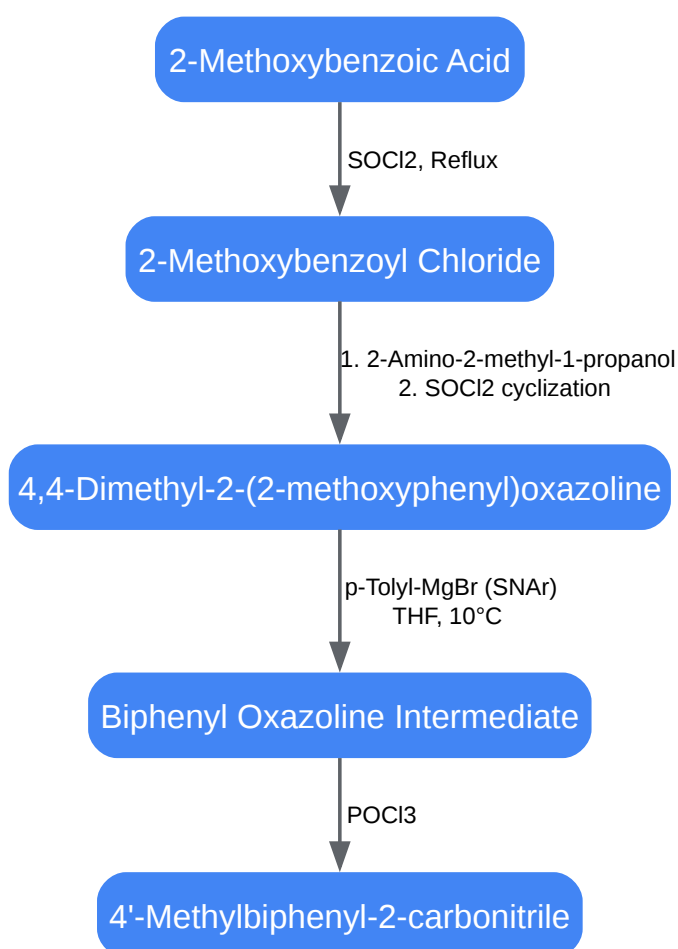 2-Methoxybenzoic Acid
SOCl2, Reflux
2-Methoxybenzoyl Chloride
1. 2-Amino-2-methyl-1-propanol
2. SOCl2 cyclization
4,4-Dimethyl-2-(2-methoxyphenyl)oxazoline
p-Tolyl-MgBr (SNAr)
THF, 10°C
Biphenyl Oxazoline Intermediate
POCl3
4'-Methylbiphenyl-2-carbonitrile